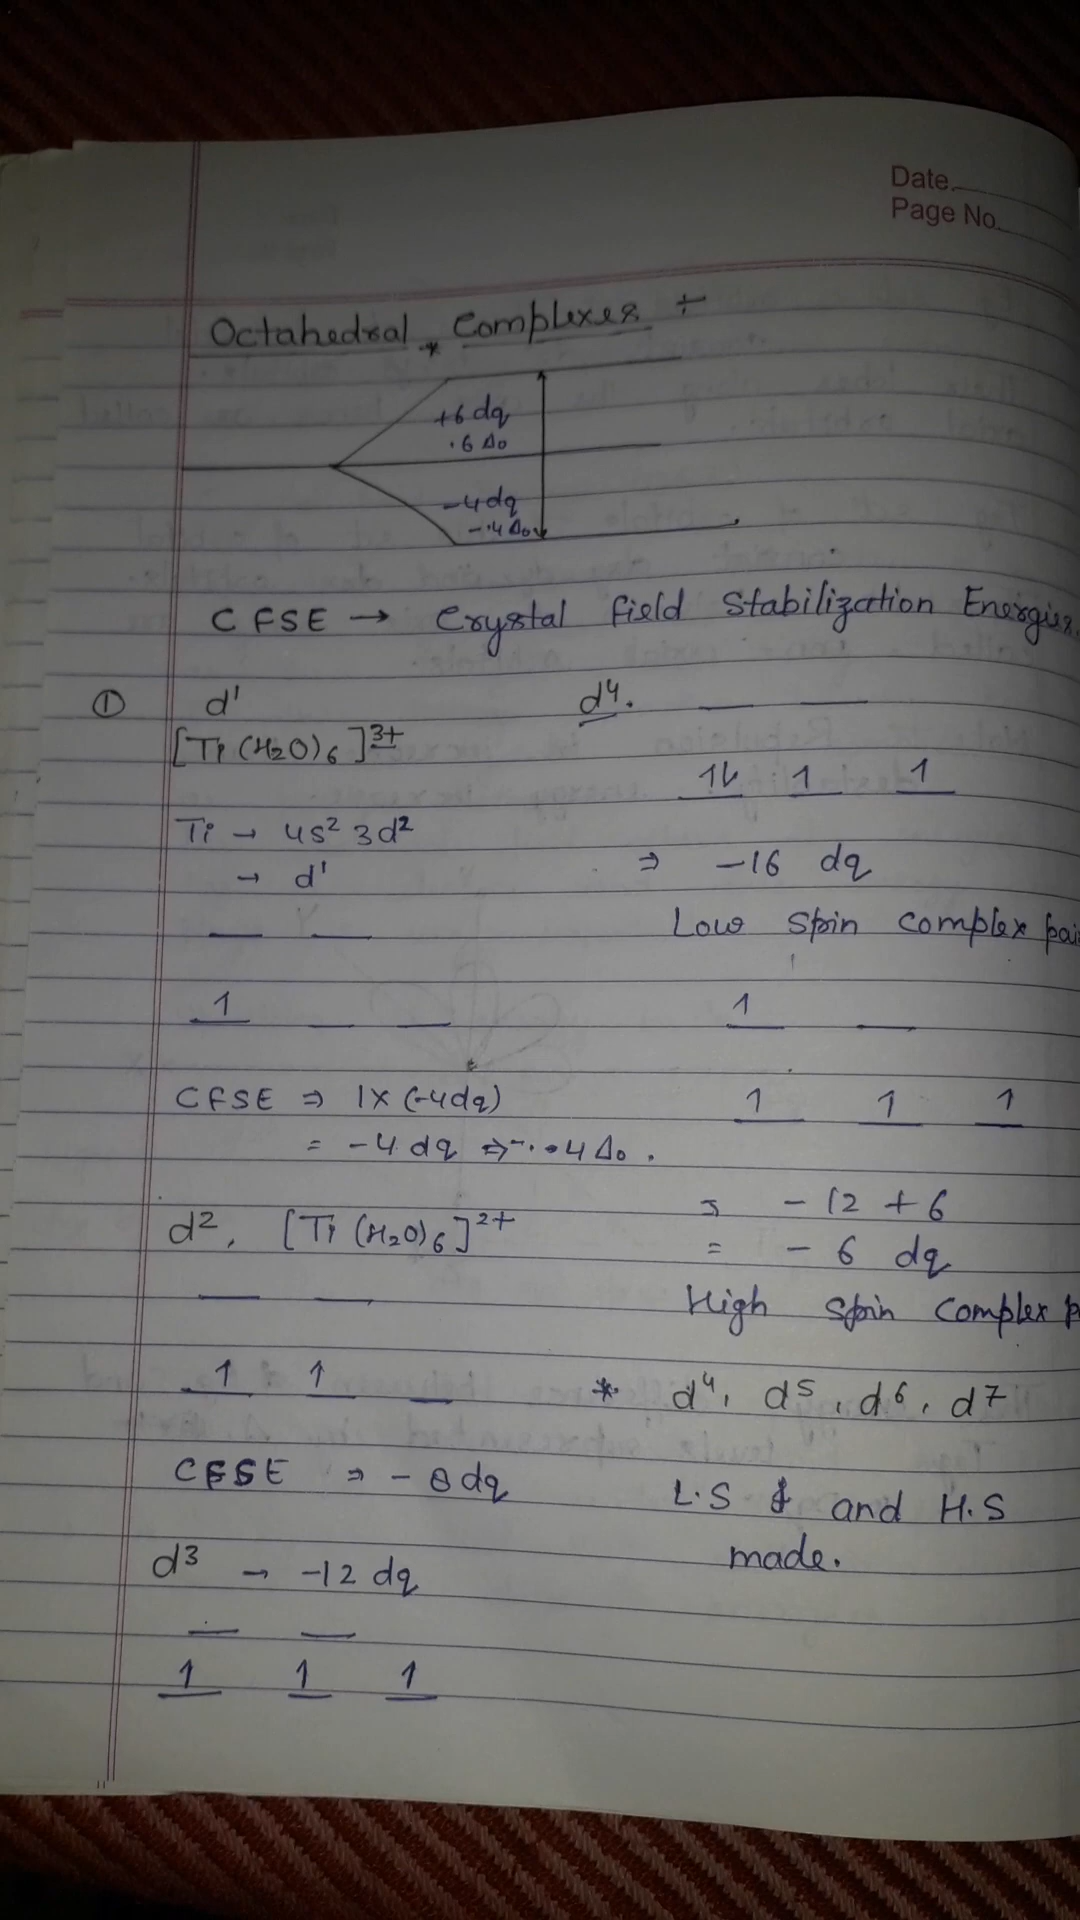 Date.
Page No.
Octahedral Complexes ÷
+6 dq
.6 Δo
-4dq
-.4 Δo
CFSE → Crystal field Stabilization Energies.
① d¹
[Ti (H₂O)₆]³⁺
Ti → 4s² 3d²
→ d¹
1
CFSE ⇒ 1x (-4dq)
= -4 dq ⇒ -.4 Δo.
d², [Ti (H₂O)₆]²⁺
1 1
CFSE ⇒ - 8 dq
d³ → -12 dq
1 1 1
d⁴.
1L 1 1
⇒ -16 dq
Low spin complex
1
1 1 1
⇒ - 12 + 6
= - 6 dq
High spin complex
* d⁴, d⁵, d⁶, d⁷
L.S and H.S
made.